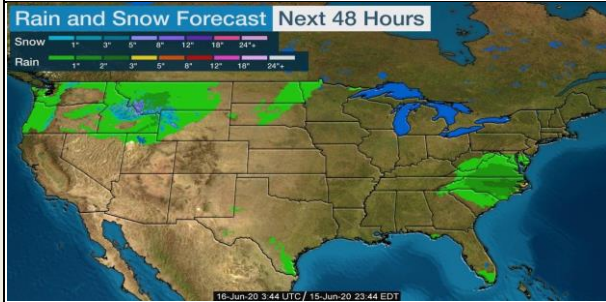 Rain and Snow Forecast Next 48 Hours
Snow
1" 3" 5" 8" 12" 18" 24"+
Rain
1" 2" 3" 5" 8" 12" 18" 24"+
16-Jun-20 3:44 UTC / 15-Jun-20 23:44 EDT